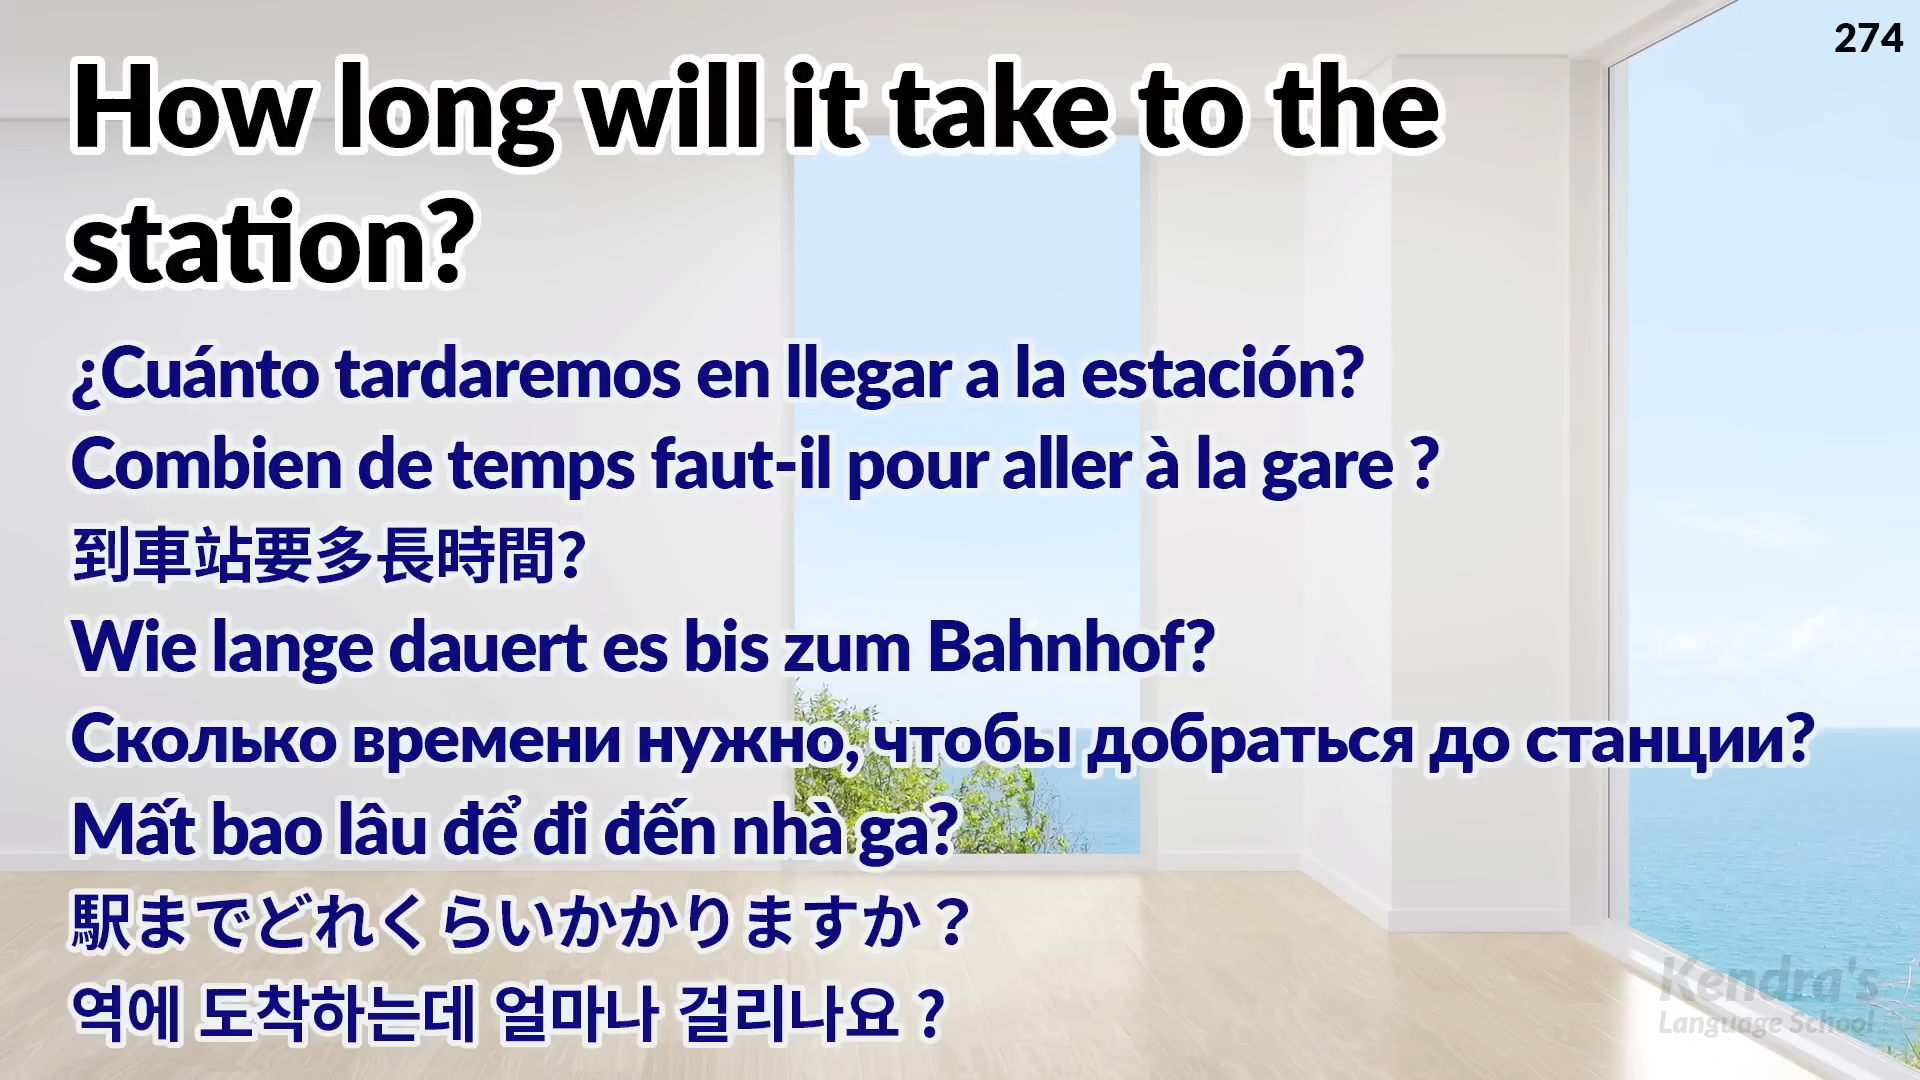 274
How long will it take to the
station?
¿Cuánto tardaremos en llegar a la estación?
Combien de temps faut-il pour aller à la gare ?
到車站要多長時間？
Wie lange dauert es bis zum Bahnhof?
Сколько времени нужно, чтобы добраться до станции?
Mất bao lâu để đi đến nhà ga?
駅までどれくらいかかりますか？
역에 도착하는데 얼마나 걸리나요 ?
Kendra's
Language School